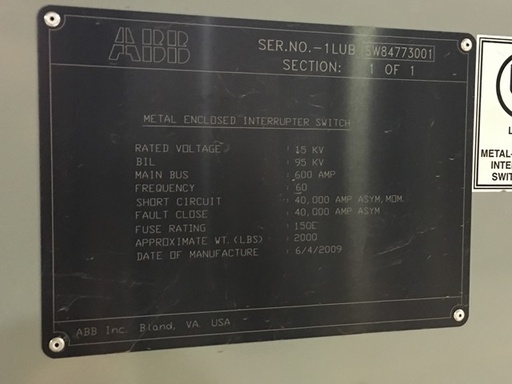 ABB
SER.NO.-1LUB SW84773001
SECTION: 1 OF 1
METAL ENCLOSED INTERRUPTER SWITCH
RATED VOLTAGE : 15 KV
BIL : 95 KV
MAIN BUS : 600 AMP
FREQUENCY : 60
SHORT CIRCUIT : 40,000 AMP ASYM,MOM.
FAULT CLOSE : 40,000 AMP ASYM
FUSE RATING : 150E
APPROXIMATE WT.(LBS) : 2000
DATE OF MANUFACTURE : 6/4/2009
ABB Inc. Bland, VA USA
L
METAL-
INTE
SWIT